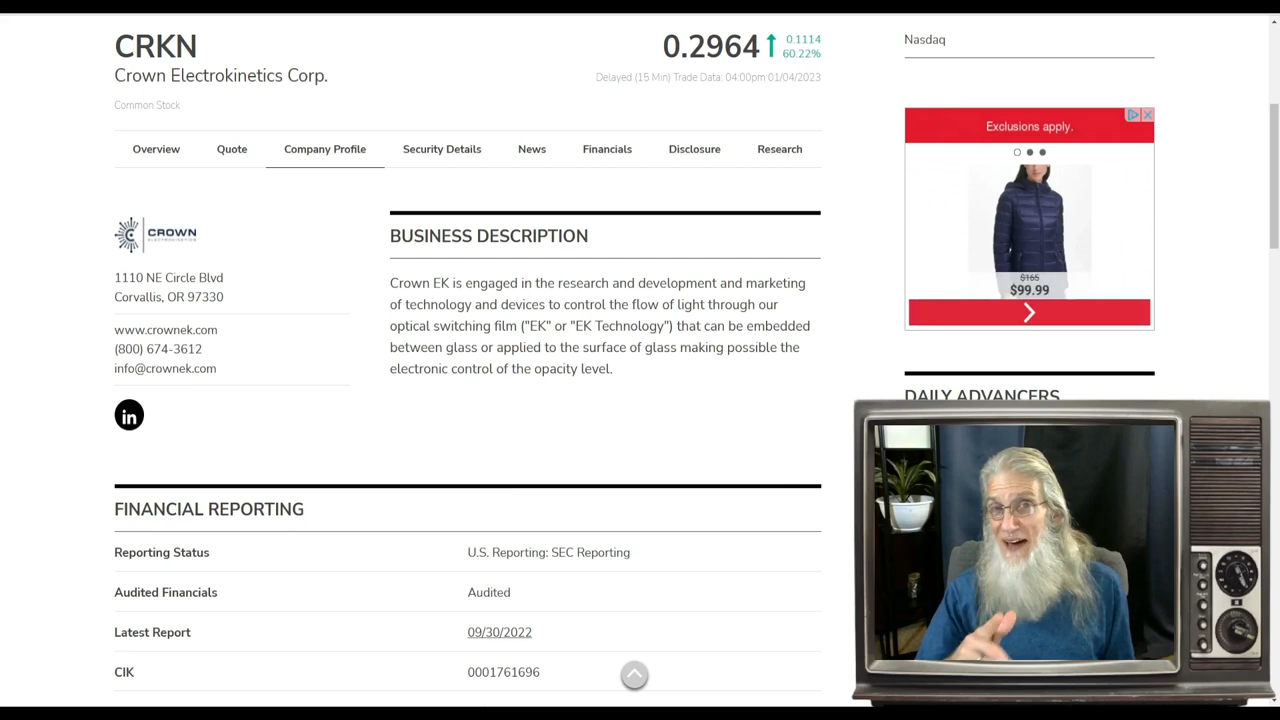 CRKN
Crown Electrokinetics Corp.
Common Stock
0.2964
0.1114
60.22%
Delayed (15 Min) Trade Data: 04:00pm 01/04/2023
Nasdaq
Overview
Quote
Company Profile
Security Details
News
Financials
Disclosure
Research
Exclusions apply.
$165
$99.99
CROWN
ELECTROKINETICS
1110 NE Circle Blvd
Corvallis, OR 97330
www.crownek.com
(800) 674-3612
info@crownek.com
in
BUSINESS DESCRIPTION
Crown EK is engaged in the research and development and marketing
of technology and devices to control the flow of light through our
optical switching film ("EK" or "EK Technology") that can be embedded
between glass or applied to the surface of glass making possible the
electronic control of the opacity level.
DAILY ADVANCERS
FINANCIAL REPORTING
Reporting Status U.S. Reporting: SEC Reporting
Audited Financials Audited
Latest Report 09/30/2022
CIK 0001761696